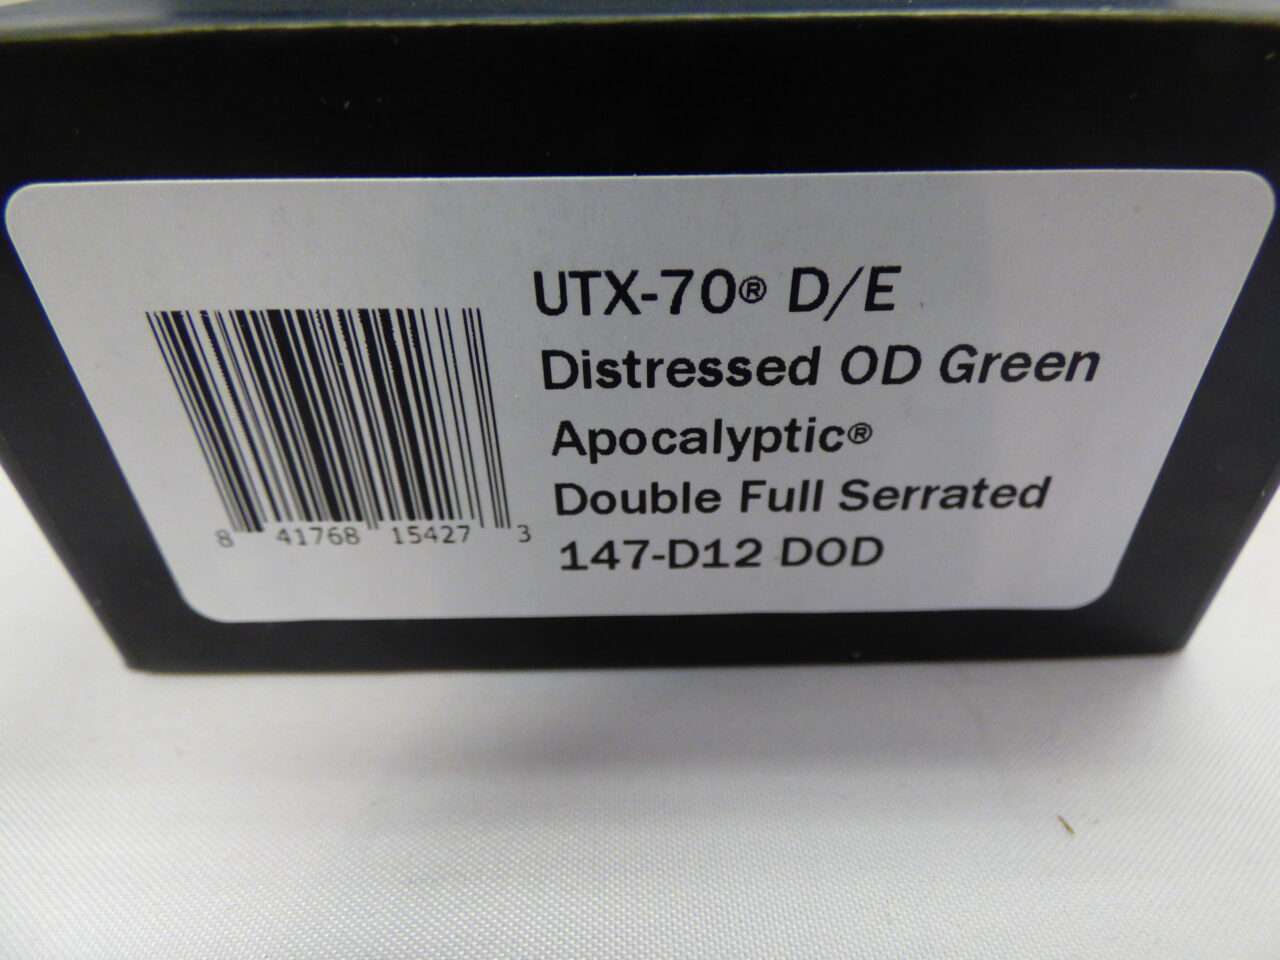 UTX-70® D/E
Distressed OD Green
Apocalyptic®
Double Full Serrated
147-D12 DOD
8 41768 15427 3